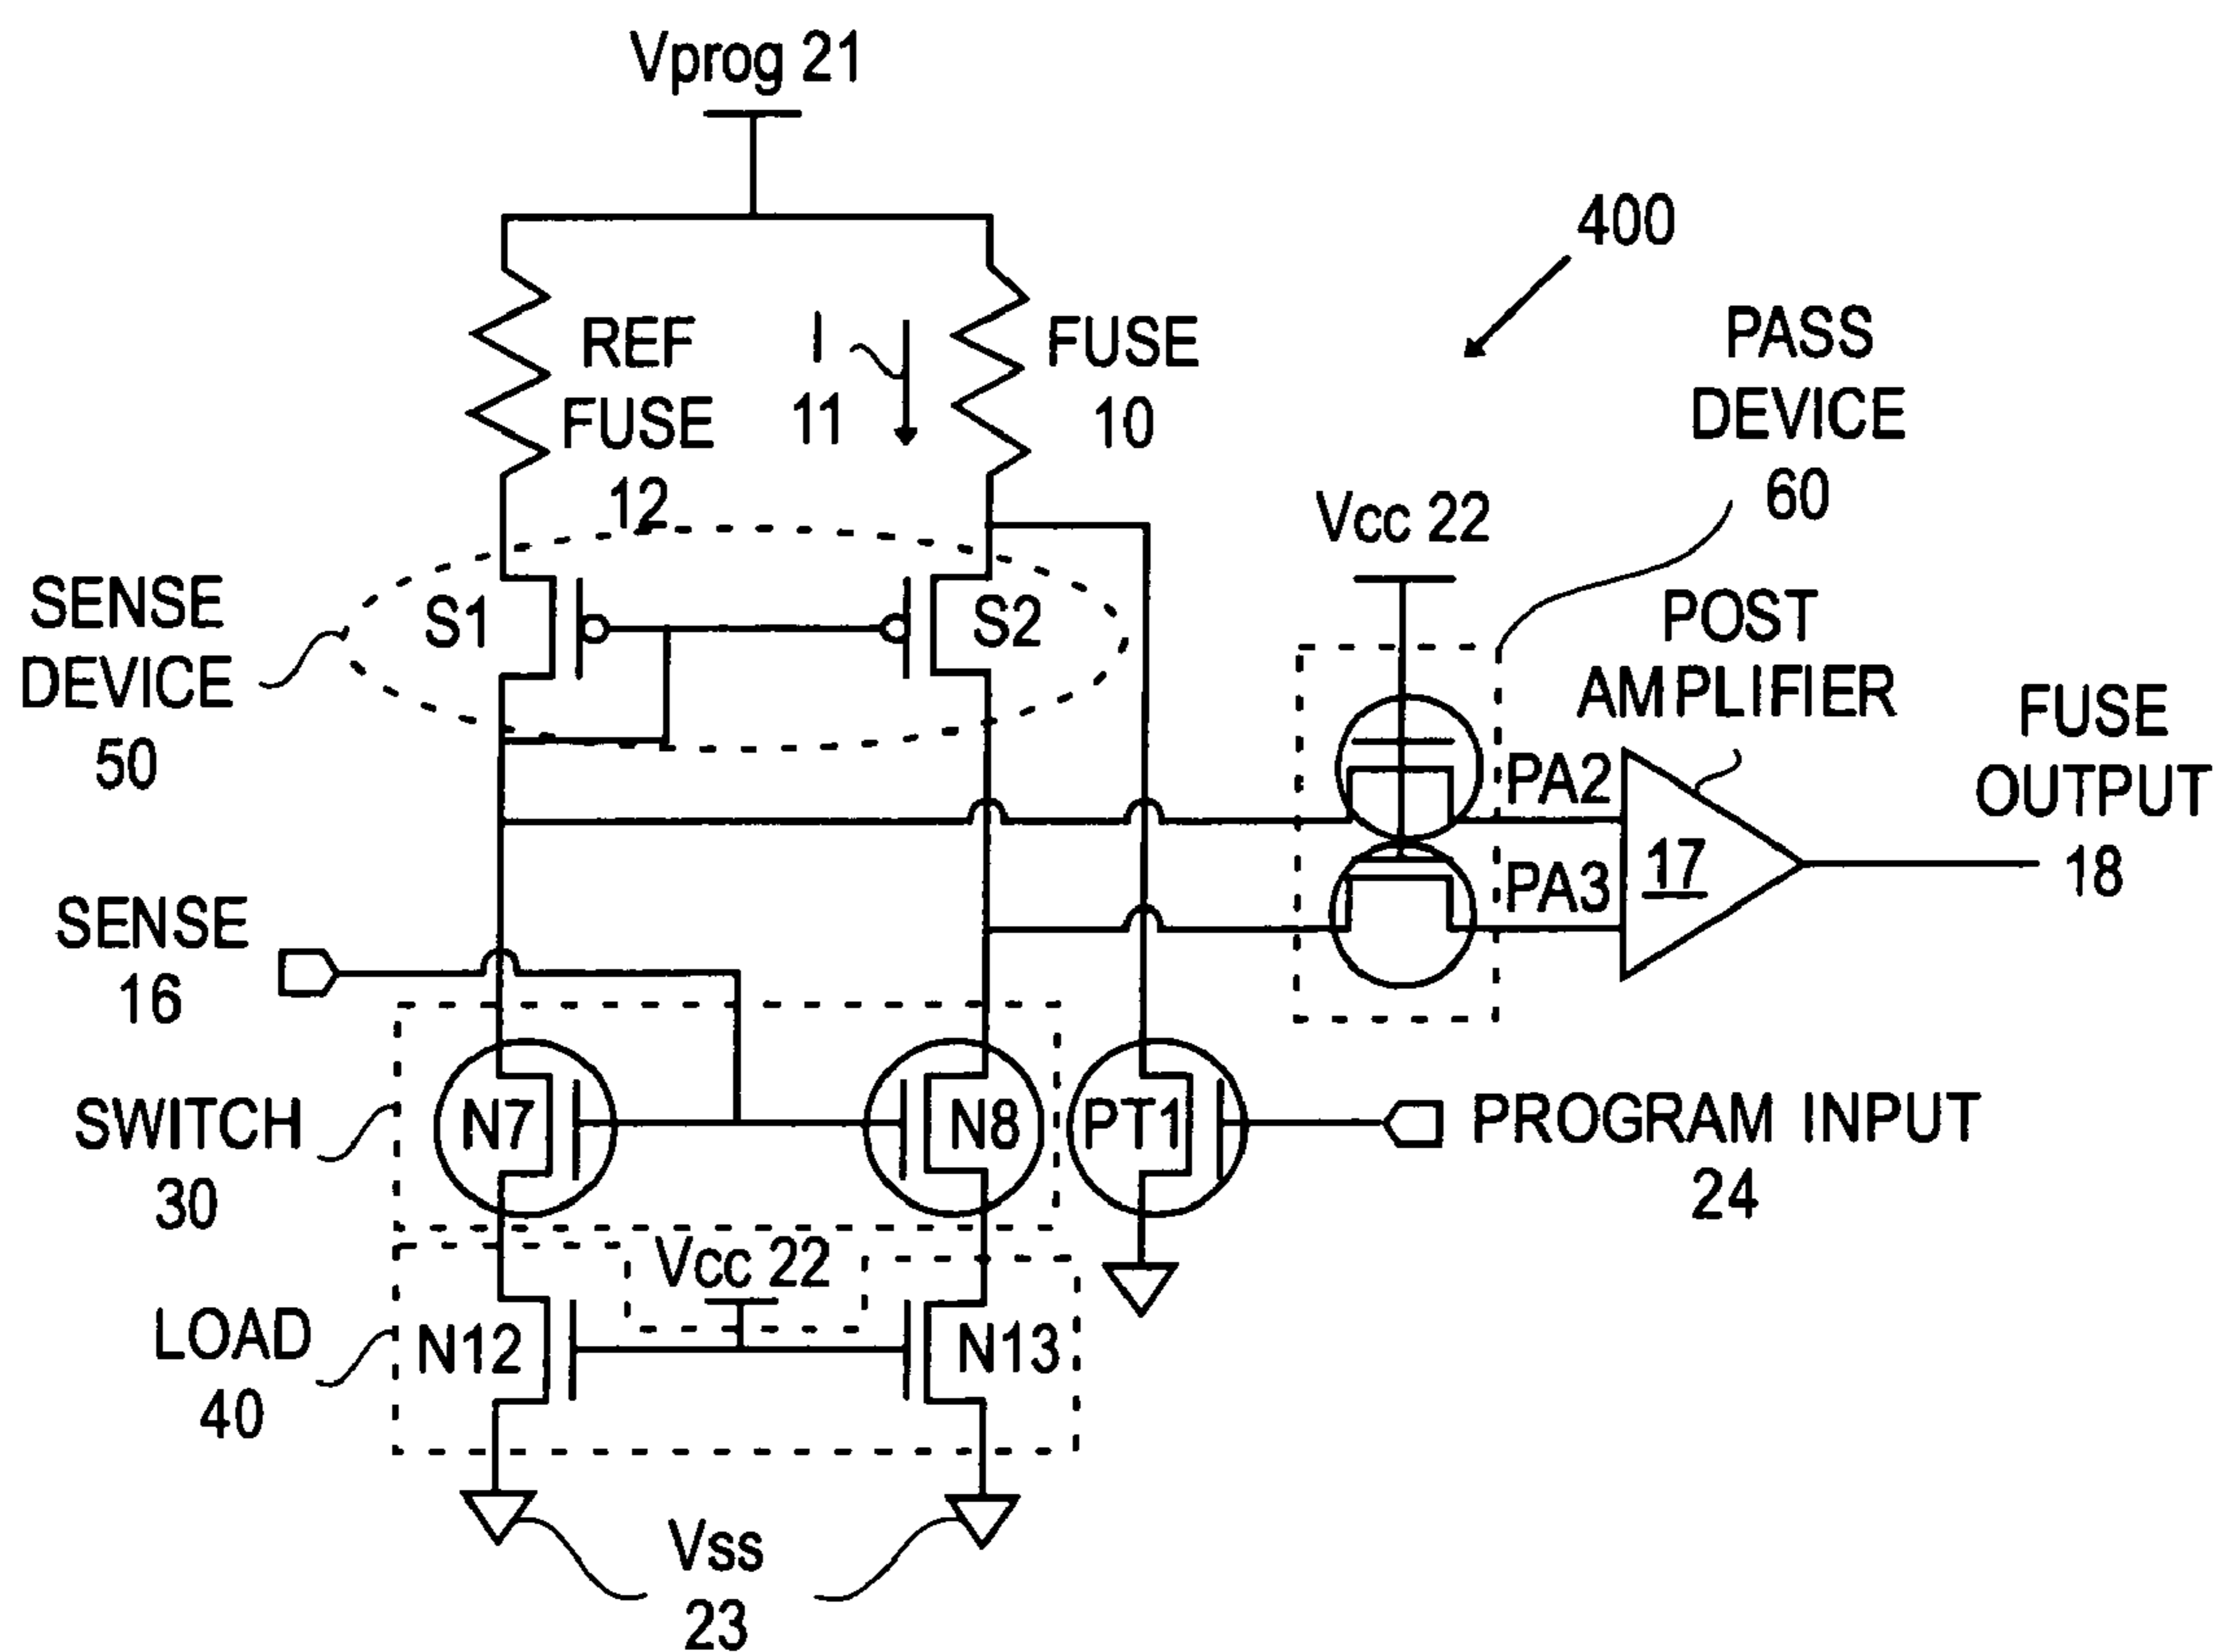 Vprog 21
400
REF
FUSE
12
I
11
FUSE
10
PASS
DEVICE
60
Vcc 22
SENSE
DEVICE
50
S1
S2
POST
AMPLIFIER
FUSE
OUTPUT
18
PA2
PA3
17
SENSE
16
SWITCH
30
N7
N8
PT1
PROGRAM INPUT
24
Vcc 22
LOAD
40
N12
N13
Vss
23